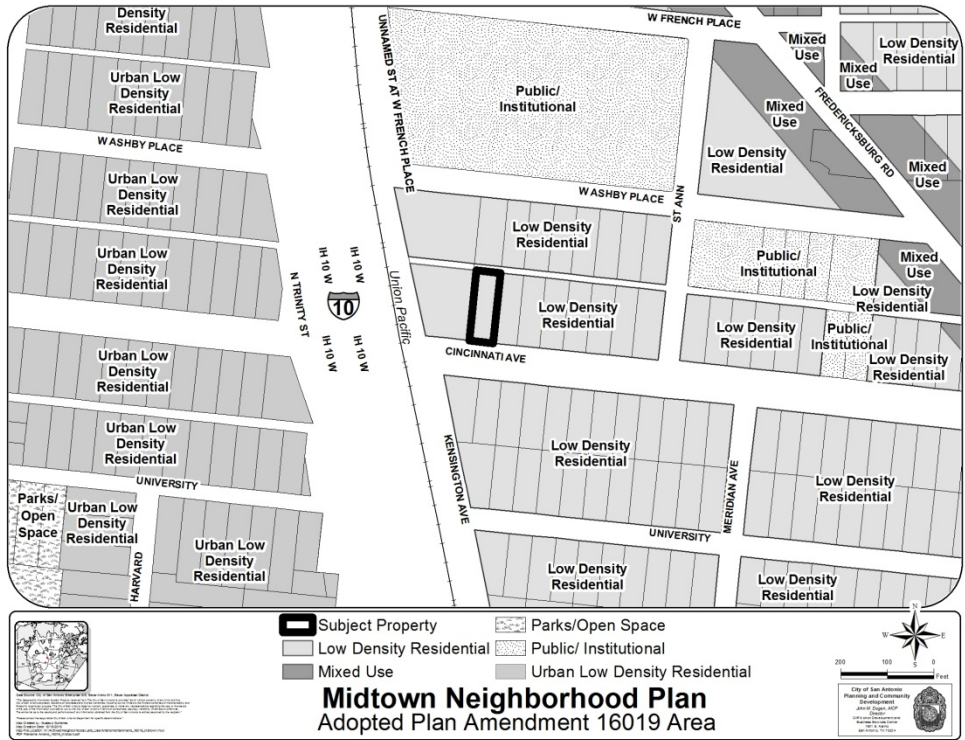 Density
Residential
Urban Low
Density
Residential
W ASHBY PLACE
Urban Low
Density
Residential
Urban Low
Density
Residential
Urban Low
Density
Residential
Urban Low
Density
Residential
UNIVERSITY
Parks/
Open
Space
Urban Low
Density
Residential
HARVARD
Urban Low
Density
Residential
N TRINITY ST
IH 10 W
IH 10 W
10
IH 10 W
IH 10 W
Union Pacific
UNNAMED ST AT W FRENCH PLACE
KENSINGTON AVE
W FRENCH PLACE
Public/
Institutional
W ASHBY PLACE
ST ANN
Low Density
Residential
Low Density
Residential
CINCINNATI AVE
Low Density
Residential
MERIDIAN AVE
UNIVERSITY
Low Density
Residential
Mixed
Use
Mixed
Use
Low Density
Residential
FREDERICKSBURG RD
Mixed
Use
Low Density
Residential
Mixed
Use
Public/
Institutional
Mixed
Use
Low Density
Residential
Low Density
Residential
Public/
Institutional
Low Density
Residential
Low Density
Residential
Low Density
Residential
Subject Property
Low Density Residential
Mixed Use
Parks/Open Space
Public/ Institutional
Urban Low Density Residential
Midtown Neighborhood Plan
Adopted Plan Amendment 16019 Area
N
W
E
S
200 100 0 200
Feet
City of San Antonio
Planning and Community
Development